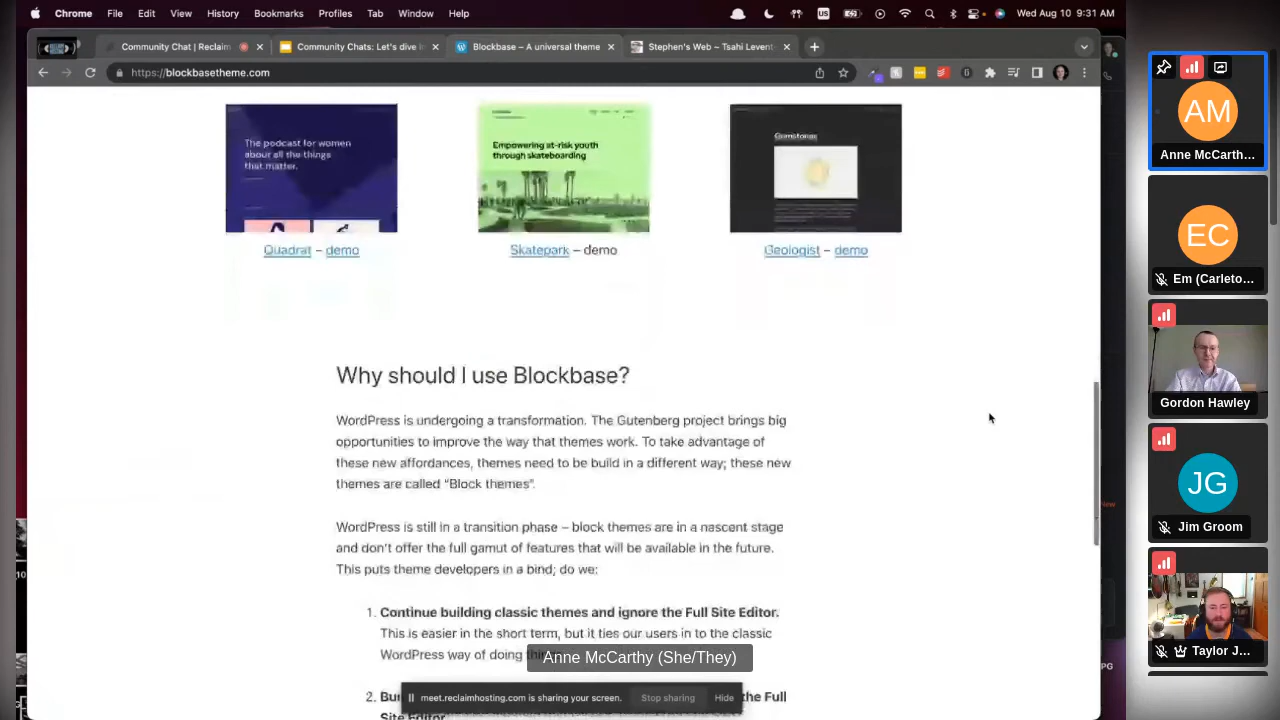 Chrome File Edit View History Bookmarks Profiles Tab Window Help
US
Wed Aug 10 9:31 AM
Community Chat | Reclaim
Community Chats: Let's dive i
Blockbase – A universal theme
Stephen's Web ~ Tsahi Levent-
https://blockbasetheme.com
The podcast for women
about all the things
that matter.
Empowering at-risk youth
through skateboarding
Gemstones
Quadrat – demo
Skatepark – demo
Geologist – demo
Why should I use Blockbase?
WordPress is undergoing a transformation. The Gutenberg project brings big
opportunities to improve the way that themes work. To take advantage of
these new affordances, themes need to be build in a different way; these new
themes are called “Block themes”.
WordPress is still in a transition phase – block themes are in a nascent stage
and don’t offer the full gamut of features that will be available in the future.
This puts theme developers in a bind; do we:
1. Continue building classic themes and ignore the Full Site Editor.
This is easier in the short term, but it ties our users in to the classic
WordPress way of doing
2.
the Full
Site Editor.
Anne McCarthy (She/They)
meet.reclaimhosting.com is sharing your screen.
Stop sharing
Hide
New
PG
AM
Anne McCarth...
EC
Em (Carleto...
Gordon Hawley
JG
Jim Groom
Taylor J...